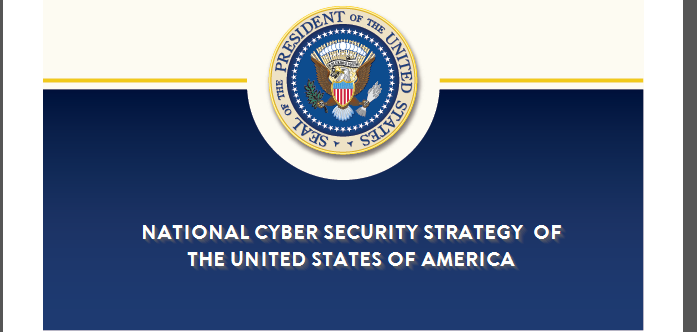 SEAL OF THE PRESIDENT OF THE UNITED STATES
NATIONAL CYBER SECURITY STRATEGY OF
THE UNITED STATES OF AMERICA